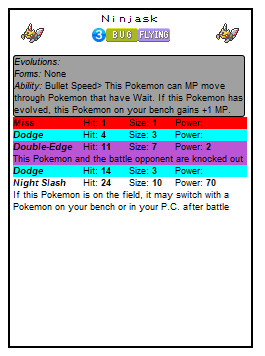 Ninjask
3 BUG FLYING
Evolutions:
Forms: None
Ability: Bullet Speed> This Pokemon can MP move
through Pokemon that have Wait. If this Pokemon has
evolved, this Pokemon on your bench gains +1 MP.
Miss Hit: 1 Size: 1 Power:
Dodge Hit: 4 Size: 3 Power:
Double-Edge Hit: 11 Size: 7 Power: 2
This Pokemon and the battle opponent are knocked out
Dodge Hit: 14 Size: 3 Power:
Night Slash Hit: 24 Size: 10 Power: 70
If this Pokemon is on the field, it may switch with a
Pokemon on your bench or in your P.C. after battle